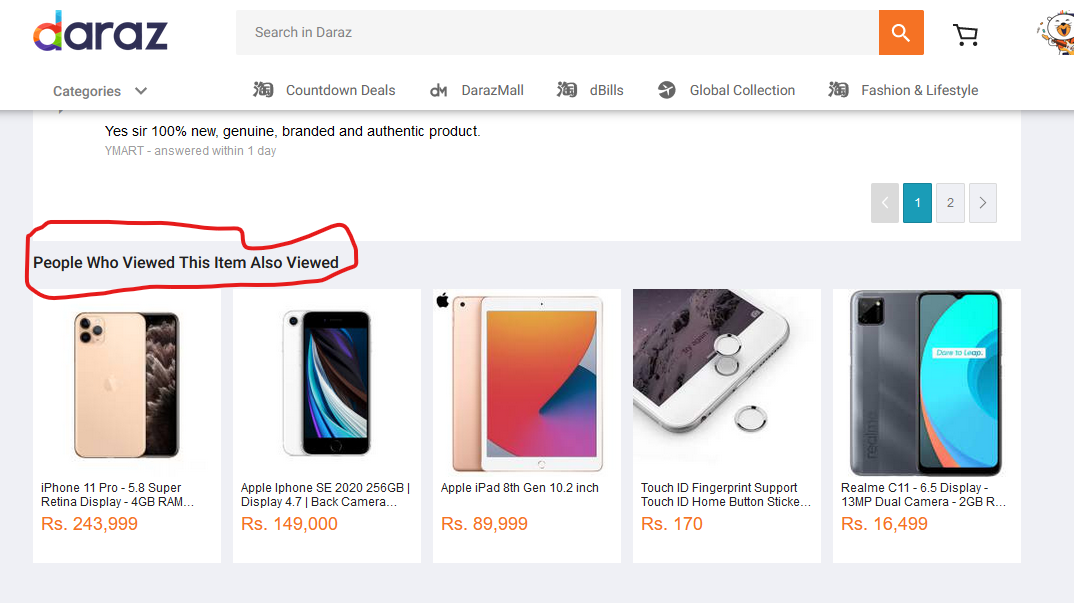 daraz
Search in Daraz
Categories
Countdown Deals
DarazMall
dBills
Global Collection
Fashion & Lifestyle
Yes sir 100% new, genuine, branded and authentic product.
YMART - answered within 1 day
1
2
People Who Viewed This Item Also Viewed
Dare to Leap.
realme
iPhone 11 Pro - 5.8 Super
Retina Display - 4GB RAM...
Rs. 243,999
Apple Iphone SE 2020 256GB |
Display 4.7 | Back Camera...
Rs. 149,000
Apple iPad 8th Gen 10.2 inch
Rs. 89,999
Touch ID Fingerprint Support
Touch ID Home Button Sticke...
Rs. 170
Realme C11 - 6.5 Display -
13MP Dual Camera - 2GB R...
Rs. 16,499